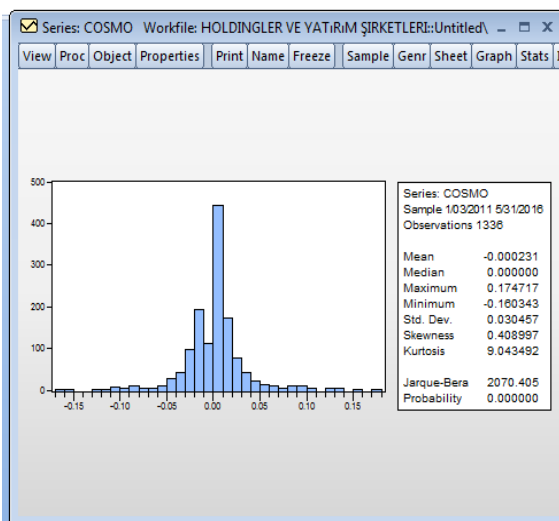 Series: COSMO Workfile: HOLDINGLER VE YATıRıM ŞIRKETLERI::Untitled\
View Proc Object Properties Print Name Freeze Sample Genr Sheet Graph Stats
500
400
300
200
100
0
-0.15 -0.10 -0.05 0.00 0.05 0.10 0.15
Series: COSMO
Sample 1/03/2011 5/31/2016
Observations 1336
Mean -0.000231
Median 0.000000
Maximum 0.174717
Minimum -0.160343
Std. Dev. 0.030457
Skewness 0.408997
Kurtosis 9.043492
Jarque-Bera 2070.405
Probability 0.000000